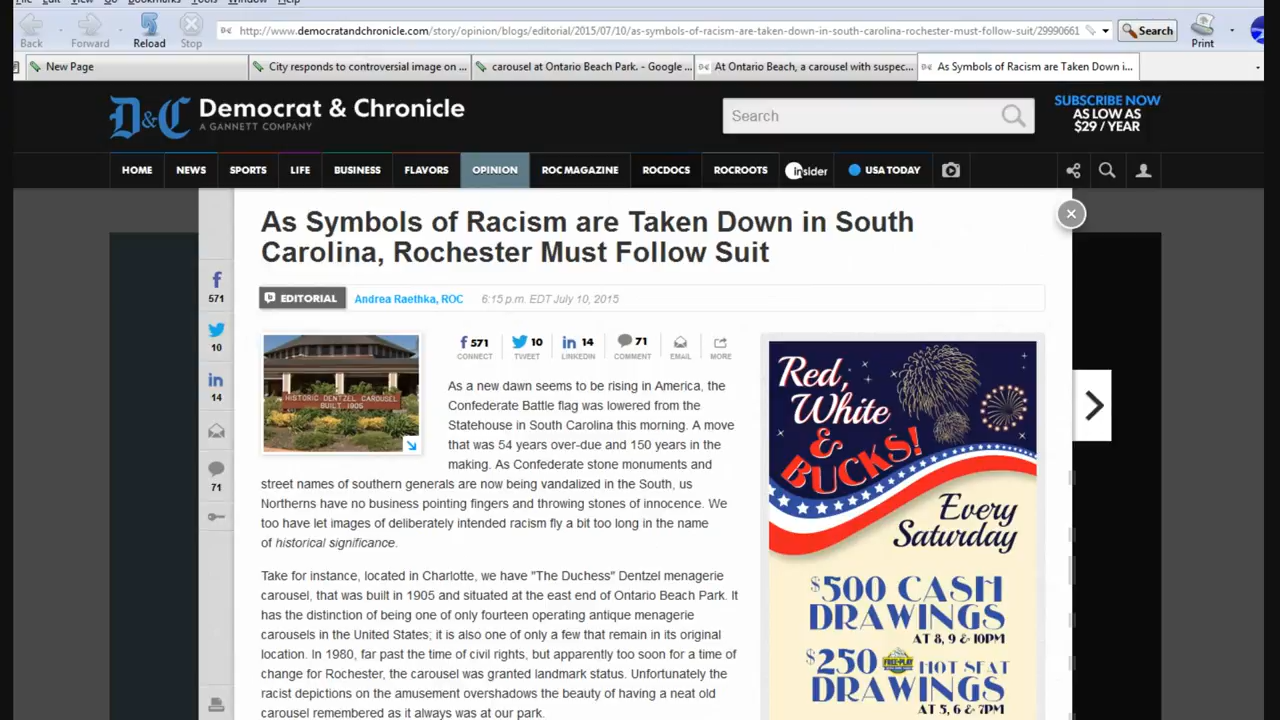 File Edit View Go Bookmarks Tools Window Help
Back Forward Reload Stop
http://www.democratandchronicle.com/story/opinion/blogs/editorial/2015/07/10/as-symbols-of-racism-are-taken-down-in-south-carolina-rochester-must-follow-suit/29990661
Search Print
New Page
City responds to controversial image on ...
carousel at Ontario Beach Park. - Google ...
At Ontario Beach, a carousel with suspec...
As Symbols of Racism are Taken Down i...
D&C Democrat & Chronicle
A GANNETT COMPANY
Search
SUBSCRIBE NOW
AS LOW AS
$29 / YEAR
HOME NEWS SPORTS LIFE BUSINESS FLAVORS OPINION ROC MAGAZINE ROCDOCS ROCROOTS insider USA TODAY
As Symbols of Racism are Taken Down in South
Carolina, Rochester Must Follow Suit
EDITORIAL Andrea Raethka, ROC 6:15 p.m. EDT July 10, 2015
571
10
14
71
HISTORIC DENTZEL CAROUSEL
BUILT 1905
571 CONNECT
10 TWEET
14 LINKEDIN
71 COMMENT
EMAIL
MORE
As a new dawn seems to be rising in America, the
Confederate Battle flag was lowered from the
Statehouse in South Carolina this morning. A move
that was 54 years over-due and 150 years in the
making. As Confederate stone monuments and
street names of southern generals are now being vandalized in the South, us
Northerns have no business pointing fingers and throwing stones of innocence. We
too have let images of deliberately intended racism fly a bit too long in the name
of historical significance.
Take for instance, located in Charlotte, we have "The Duchess" Dentzel menagerie
carousel, that was built in 1905 and situated at the east end of Ontario Beach Park. It
has the distinction of being one of only fourteen operating antique menagerie
carousels in the United States; it is also one of only a few that remain in its original
location. In 1980, far past the time of civil rights, but apparently too soon for a time of
change for Rochester, the carousel was granted landmark status. Unfortunately the
racist depictions on the amusement overshadows the beauty of having a neat old
carousel remembered as it always was at our park.
Red,
White
&
BUCKS!
Every
Saturday
$500 CASH
DRAWINGS
AT 8, 9 & 10PM
$250 FREE PLAY HOT SEAT
DRAWINGS
AT 5, 6 & 7PM